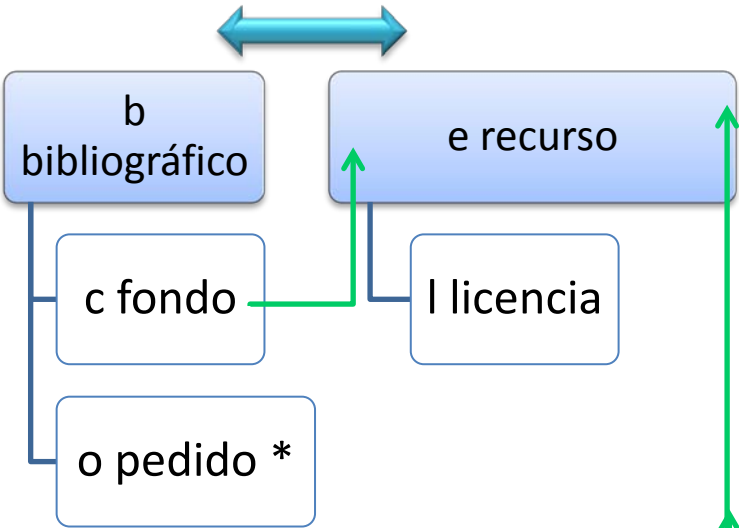 b
bibliográfico
e recurso
c fondo
l licencia
o pedido *